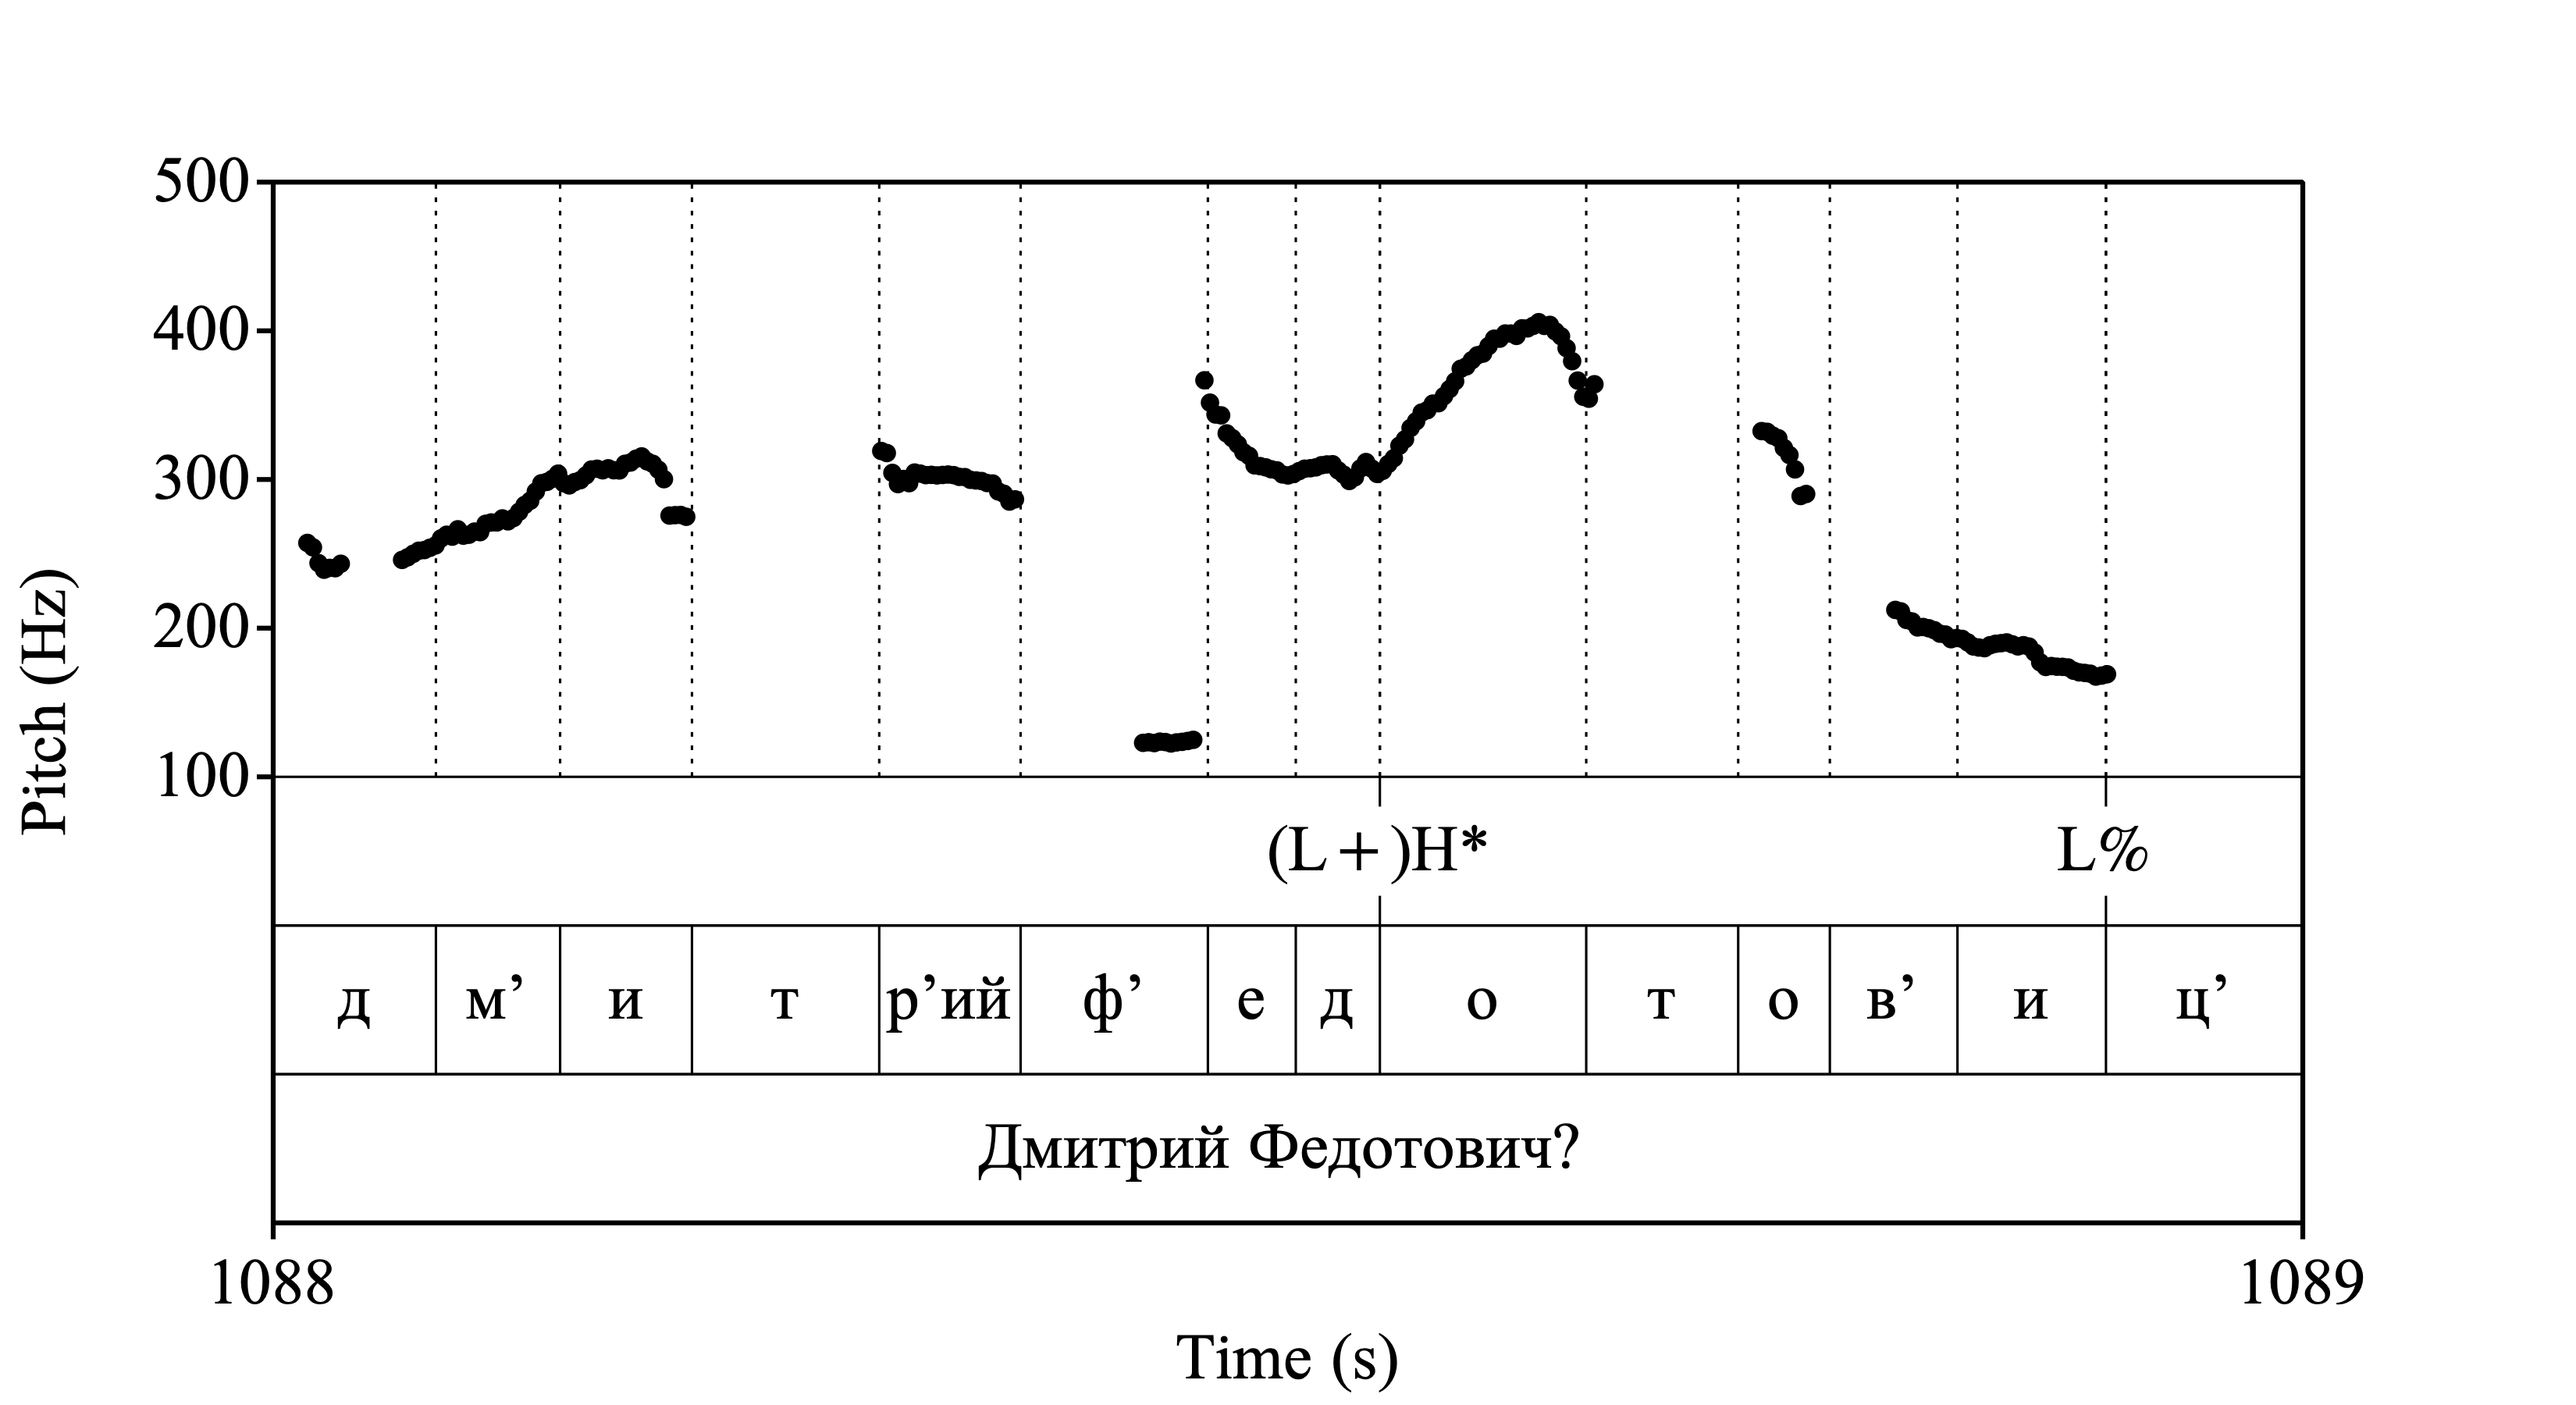 500
400
300
200
100
Pitch (Hz)
(L+)H* L%
д м’ и т р’ий ф’ е д о т о в’ и ц’
Дмитрий Федотович?
1088 1089
Time (s)